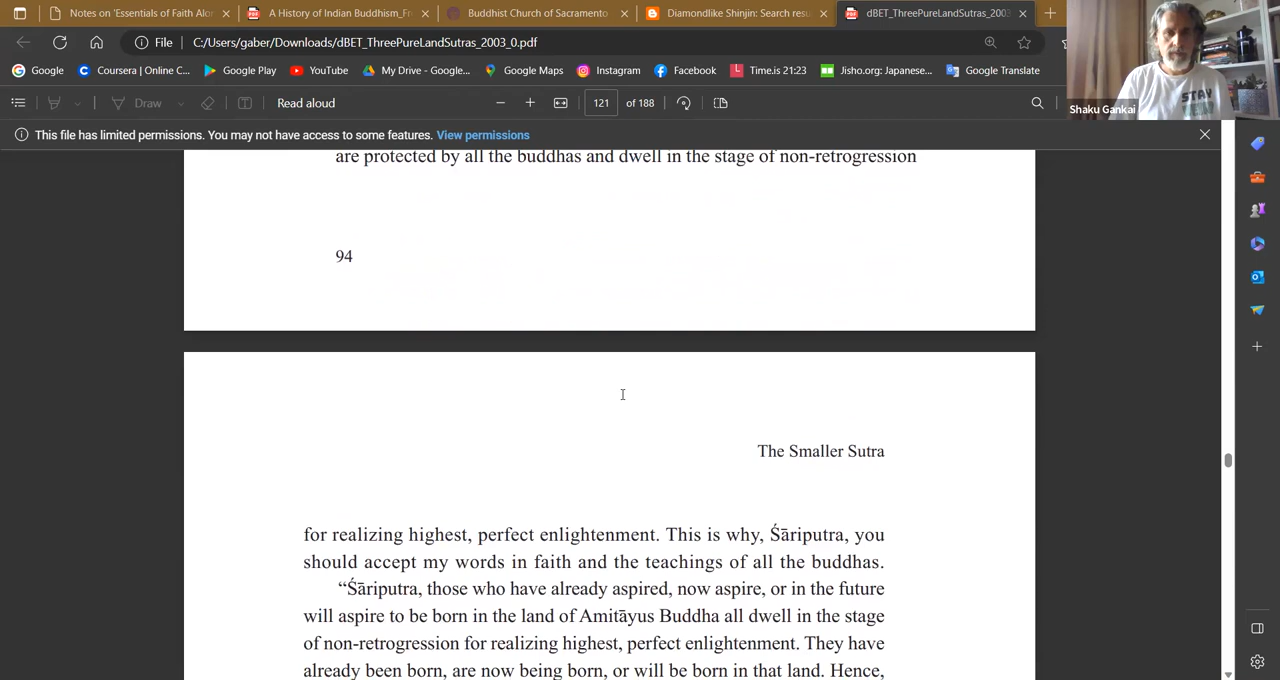 Notes on 'Essentials of Faith Alor
A History of Indian Buddhism_Fr
Buddhist Church of Sacramento
Diamondlike Shinjin: Search resu
dBET_ThreePureLandSutras_2003
File
C:/Users/gaber/Downloads/dBET_ThreePureLandSutras_2003_0.pdf
Google
Coursera | Online C...
Google Play
YouTube
My Drive - Google...
Google Maps
Instagram
Facebook
Time.is 21:23
Jisho.org: Japanese...
Google Translate
Draw
Read aloud
121 of 188
Shaku Gankai
STAY
This file has limited permissions. You may not have access to some features. View permissions
are protected by all the buddhas and dwell in the stage of non-retrogression
94
The Smaller Sutra
for realizing highest, perfect enlightenment. This is why, Śāriputra, you
should accept my words in faith and the teachings of all the buddhas.
“Śāriputra, those who have already aspired, now aspire, or in the future
will aspire to be born in the land of Amitāyus Buddha all dwell in the stage
of non-retrogression for realizing highest, perfect enlightenment. They have
already been born, are now being born, or will be born in that land. Hence,